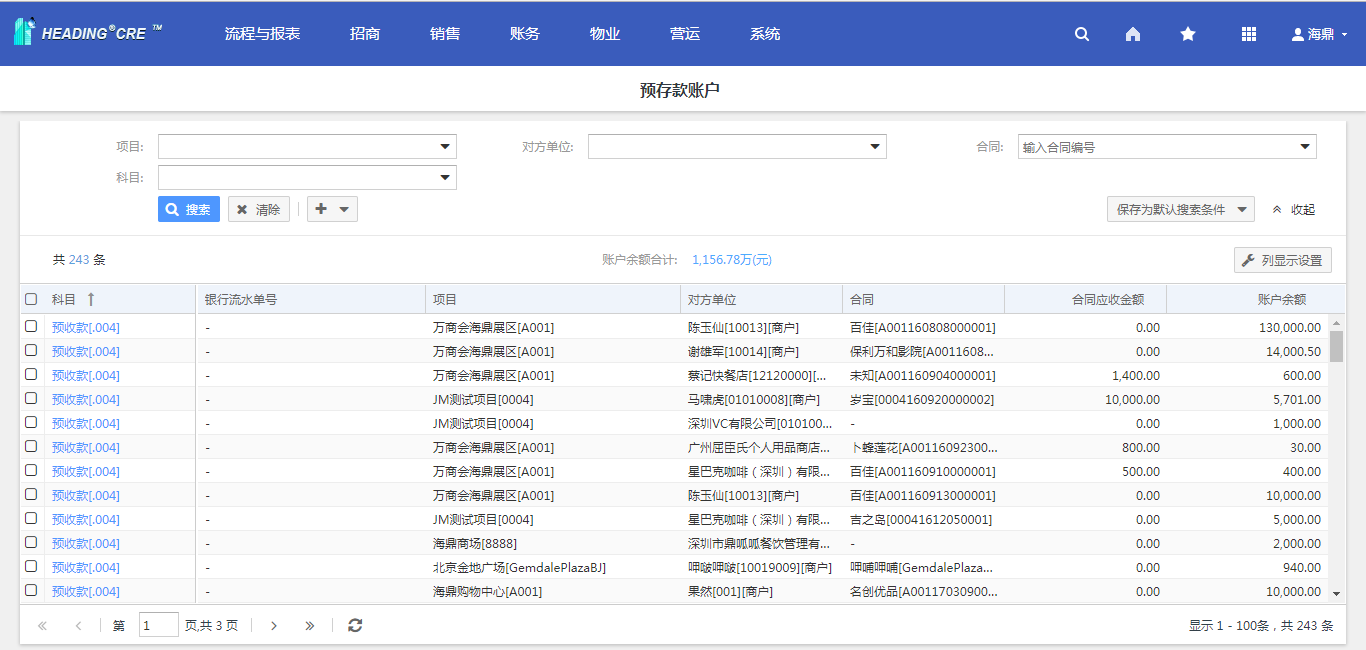 HEADING®CRE ™ 流程与报表 招商 销售 账务 物业 营运 系统 海鼎
预存款账户
项目: 对方单位: 合同: 输入合同编号
科目:
搜索 清除 保存为默认搜索条件 收起
共 243 条 账户余额合计: 1,156.78万(元) 列显示设置
科目 银行流水单号 项目 对方单位 合同 合同应收金额 账户余额
预收款[.004] - 万商会海鼎展区[A001] 陈玉仙[10013][商户] 百佳[A001160808000001] 0.00 130,000.00
预收款[.004] - 万商会海鼎展区[A001] 谢雄军[10014][商户] 保利万和影院[A0011608... 0.00 14,000.50
预收款[.004] - 万商会海鼎展区[A001] 蔡记快餐店[12120000][... 未知[A001160904000001] 1,400.00 600.00
预收款[.004] - JM测试项目[0004] 马啸虎[01010008][商户] 岁宝[0004160920000002] 10,000.00 5,701.00
预收款[.004] - JM测试项目[0004] 深圳VC有限公司[010100... - 0.00 1,000.00
预收款[.004] - 万商会海鼎展区[A001] 广州屈臣氏个人用品商店... 卜蜂莲花[A00116092300... 800.00 30.00
预收款[.004] - 万商会海鼎展区[A001] 星巴克咖啡（深圳）有限... 百佳[A001160910000001] 500.00 400.00
预收款[.004] - 万商会海鼎展区[A001] 陈玉仙[10013][商户] 百佳[A001160913000001] 0.00 10,000.00
预收款[.004] - JM测试项目[0004] 星巴克咖啡（深圳）有限... 吉之岛[00041612050001] 0.00 5,000.00
预收款[.004] - 海鼎商场[8888] 深圳市鼎呱呱餐饮管理有... - 0.00 2,000.00
预收款[.004] - 北京金地广场[GemdalePlazaBJ] 呷啵呷啵[10019009][商户] 呷哺呷哺[GemdalePlaza... 0.00 940.00
预收款[.004] - 海鼎购物中心[A001] 果然[001][商户] 名创优品[A00117030900... 0.00 10,000.00
第 1 页,共 3 页 显示 1 - 100条，共 243 条